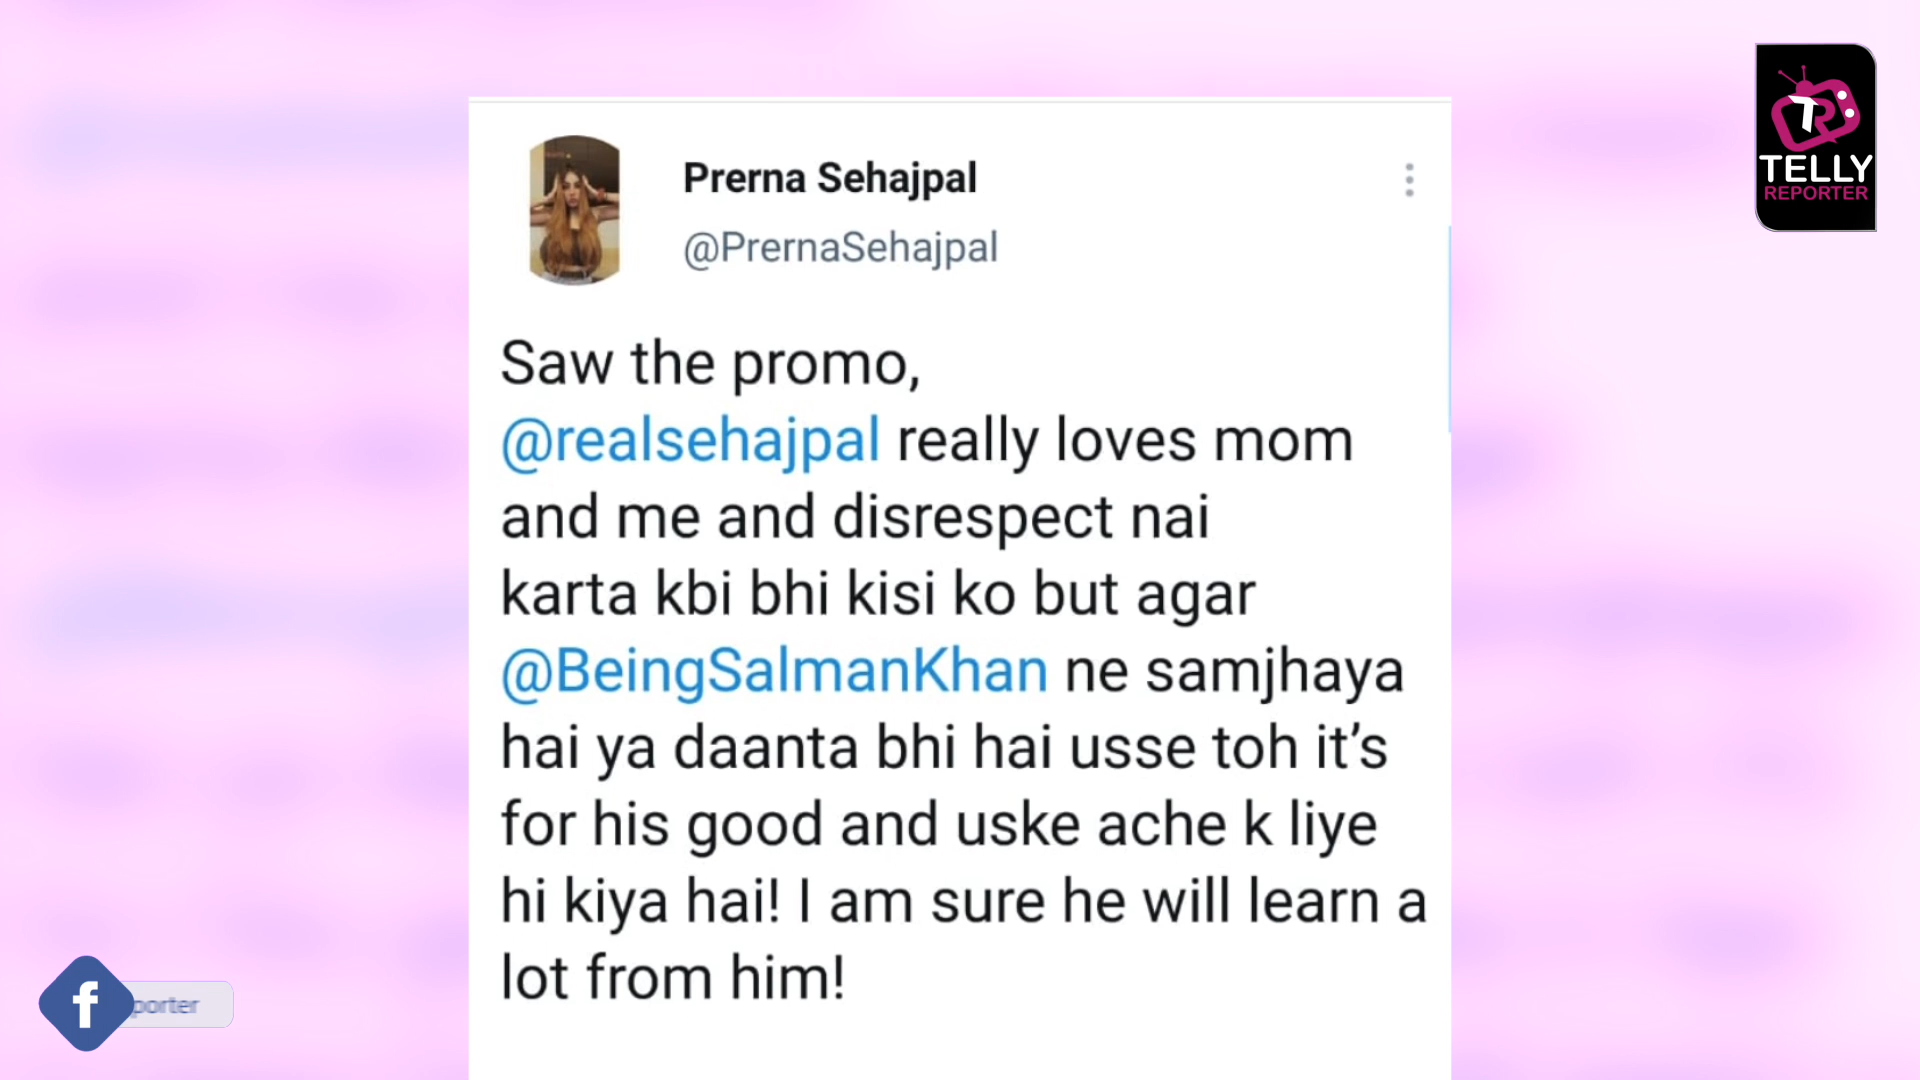 Prerna Sehajpal
@PrernaSehajpal
Saw the promo,
@realsehajpal really loves mom
and me and disrespect nai
karta kbi bhi kisi ko but agar
@BeingSalmanKhan ne samjhaya
hai ya daanta bhi hai usse toh it’s
for his good and uske ache k liye
hi kiya hai! I am sure he will learn a
lot from him!
TR
TELLY
REPORTER
f
porter